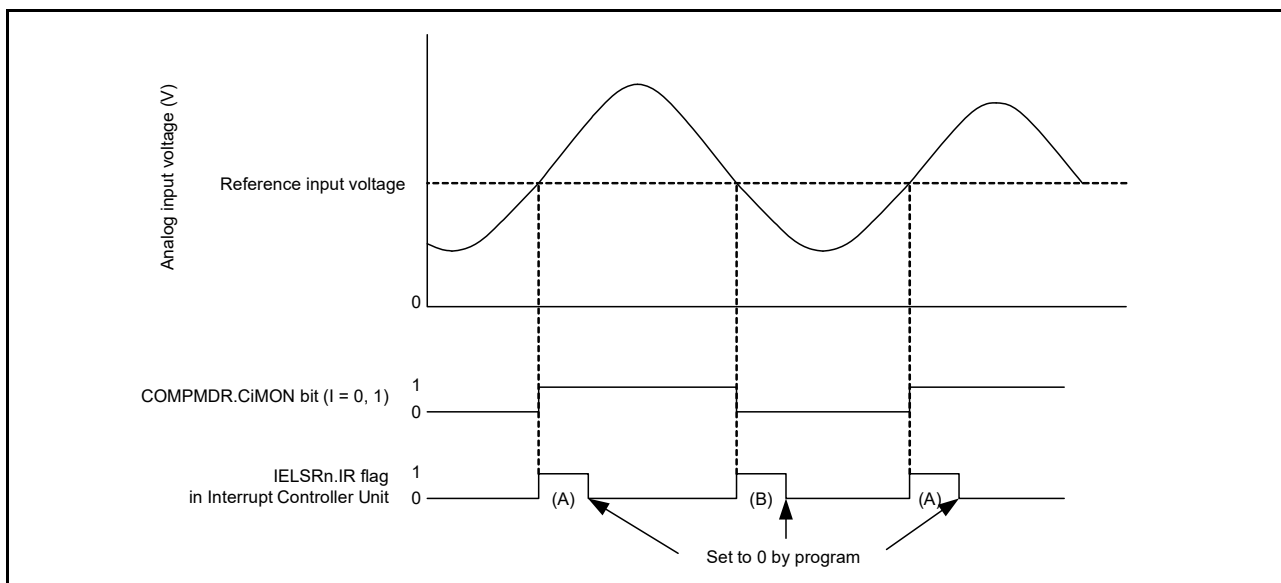 Analog input voltage (V)
Reference input voltage
0
COMPMDR.CiMON bit (I = 0, 1)
1
0
IELSRn.IR flag
in Interrupt Controller Unit
1
0
(A)
(B)
(A)
Set to 0 by program